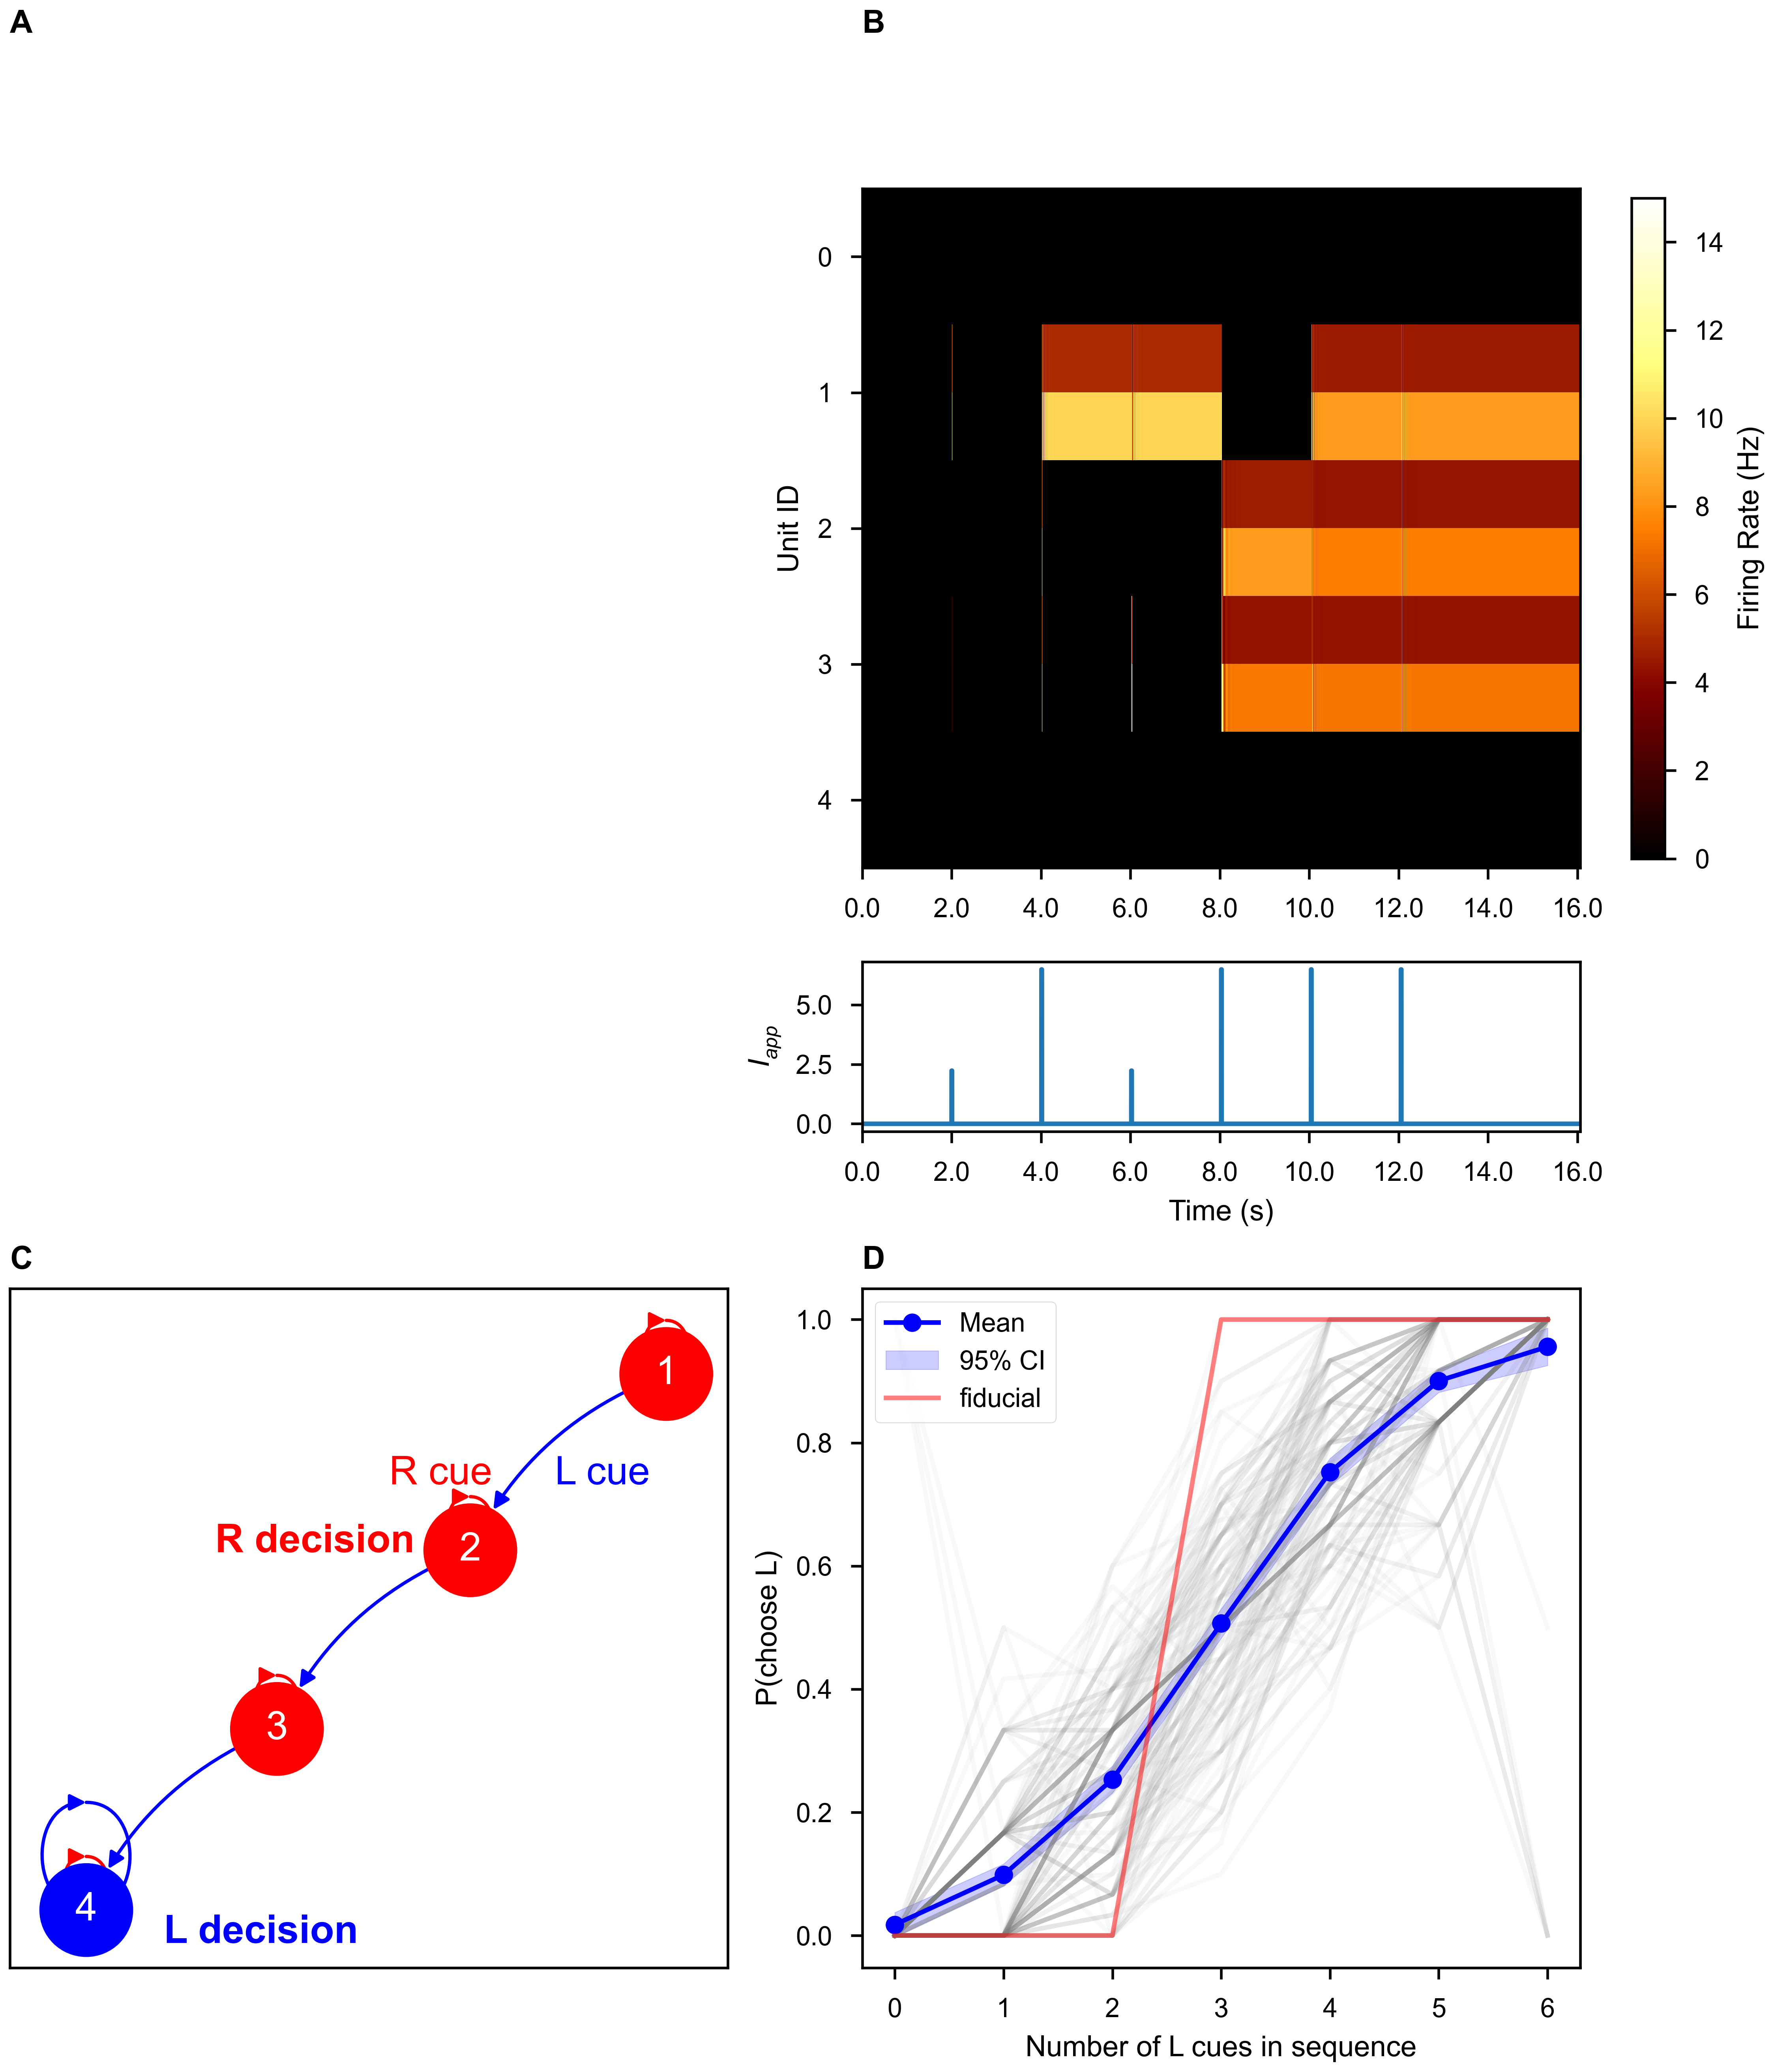 A
B
0
1
2
3
4
Unit ID
0.0 2.0 4.0 6.0 8.0 10.0 12.0 14.0 16.0
14
12
10
8
6
4
2
0
Firing Rate (Hz)
5.0
2.5
0.0
Iapp
0.0 2.0 4.0 6.0 8.0 10.0 12.0 14.0 16.0
Time (s)
C
1
R cue
L cue
R decision
2
3
4
L decision
D
Mean
95% CI
fiducial
1.0
0.8
0.6
0.4
0.2
0.0
P(choose L)
0 1 2 3 4 5 6
Number of L cues in sequence